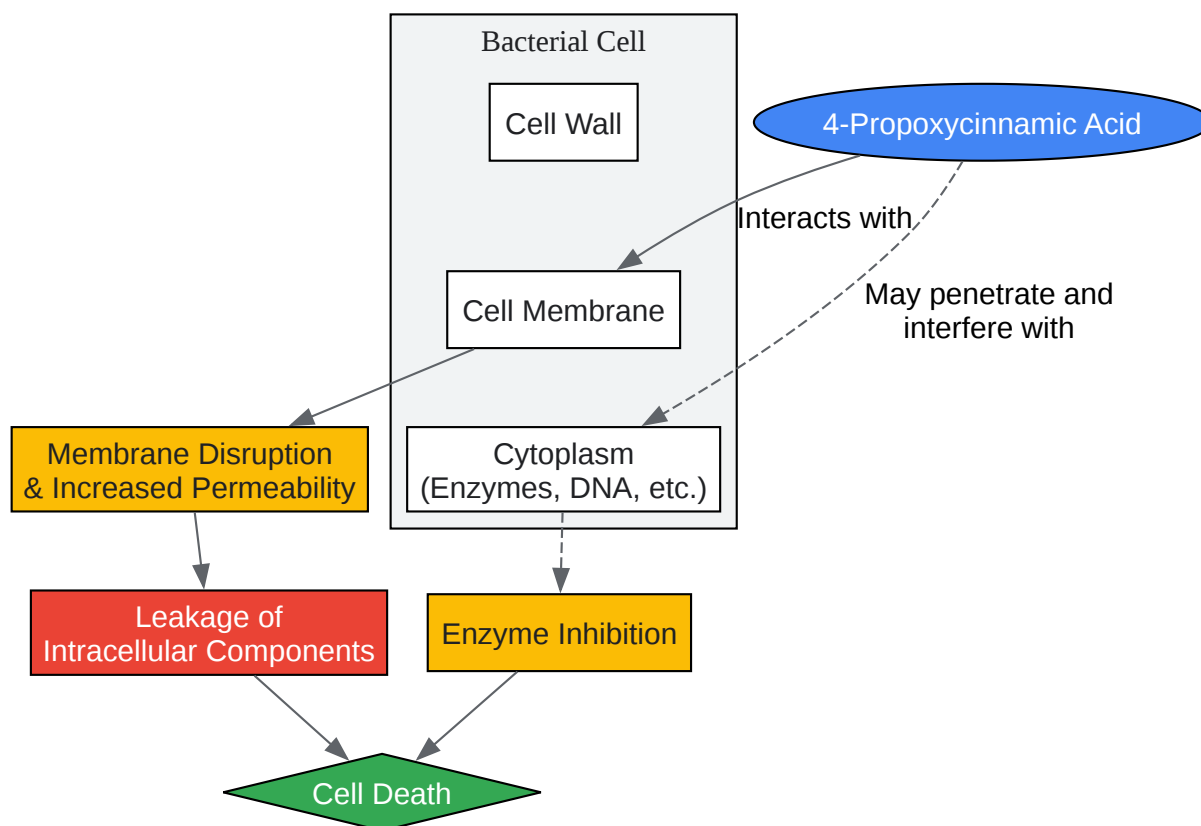 Bacterial Cell
Cell Wall
4-Propoxycinnamic Acid
Interacts with
Cell Membrane
May penetrate and
interfere with
Membrane Disruption
& Increased Permeability
Cytoplasm
(Enzymes, DNA, etc.)
Leakage of
Intracellular Components
Enzyme Inhibition
Cell Death